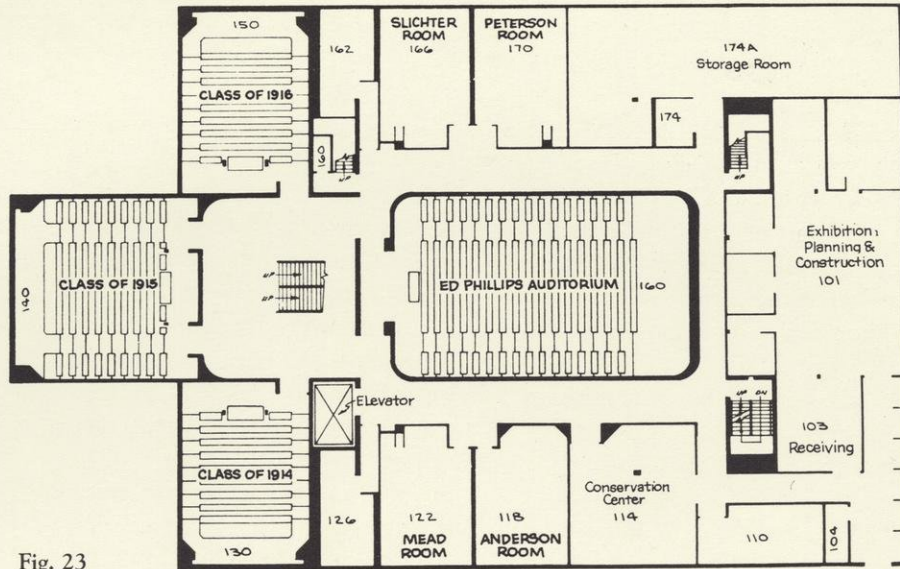 150
CLASS OF 1916
162
SLICHTER
ROOM
166
PETERSON
ROOM
170
174A
Storage Room
174
160
UP
UP
140
CLASS OF 1915
UP
UP
ED PHILLIPS AUDITORIUM
160
Exhibition,
Planning &
Construction
101
Elevator
UP DN
103
Receiving
CLASS OF 1914
130
126
122
MEAD
ROOM
118
ANDERSON
ROOM
Conservation
Center
114
110
104
Fig. 23